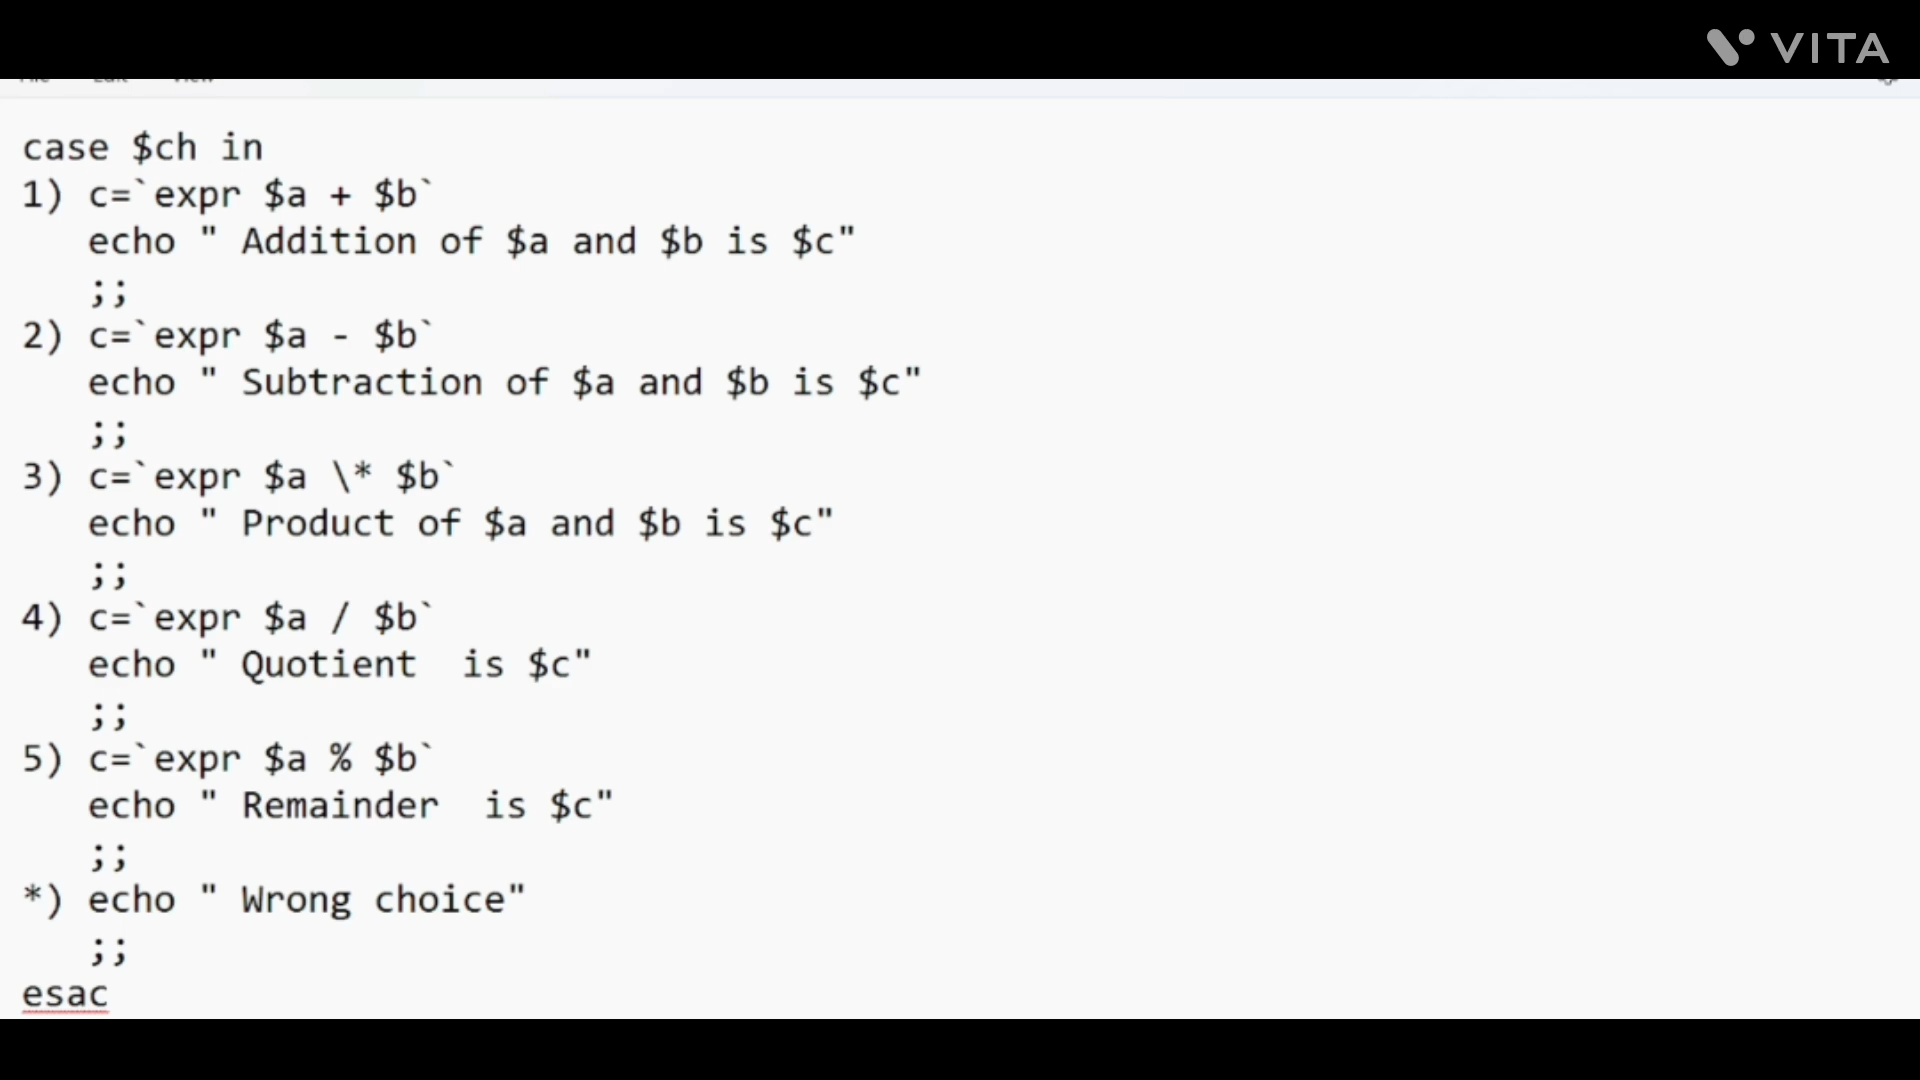 VITA
case $ch in
1) c=`expr $a + $b`
   echo " Addition of $a and $b is $c"
   ;;
2) c=`expr $a - $b`
   echo " Subtraction of $a and $b is $c"
   ;;
3) c=`expr $a \* $b`
   echo " Product of $a and $b is $c"
   ;;
4) c=`expr $a / $b`
   echo " Quotient  is $c"
   ;;
5) c=`expr $a % $b`
   echo " Remainder  is $c"
   ;;
*) echo " Wrong choice"
   ;;
esac